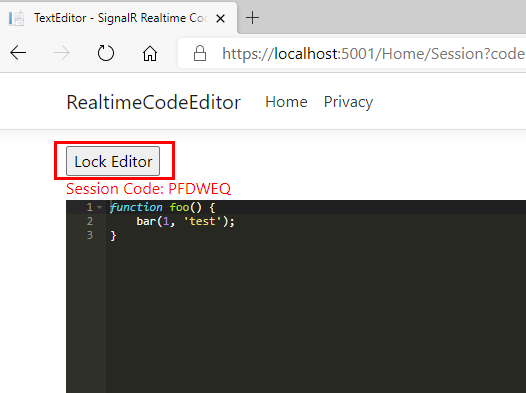 TextEditor - SignalR Realtime Co
https://localhost:5001/Home/Session?code
RealtimeCodeEditor Home Privacy
Lock Editor
Session Code: PFDWEQ
1 function foo() {
2 bar(1, 'test');
3 }